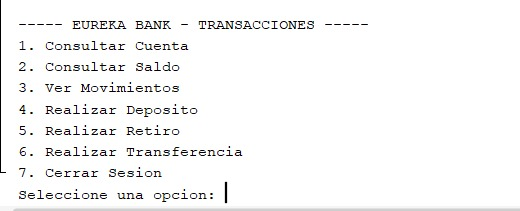 ----- EUREKA BANK - TRANSACCIONES -----
1. Consultar Cuenta
2. Consultar Saldo
3. Ver Movimientos
4. Realizar Deposito
5. Realizar Retiro
6. Realizar Transferencia
7. Cerrar Sesion
Seleccione una opcion: